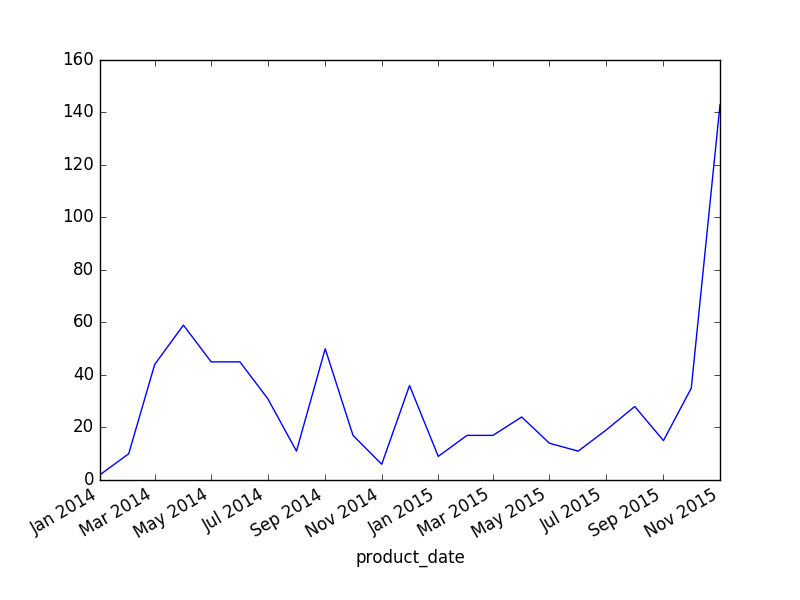 160
140
120
100
80
60
40
20
0
Jan 2014
Mar 2014
May 2014
Jul 2014
Sep 2014
Nov 2014
Jan 2015
Mar 2015
May 2015
Jul 2015
Sep 2015
Nov 2015
product_date